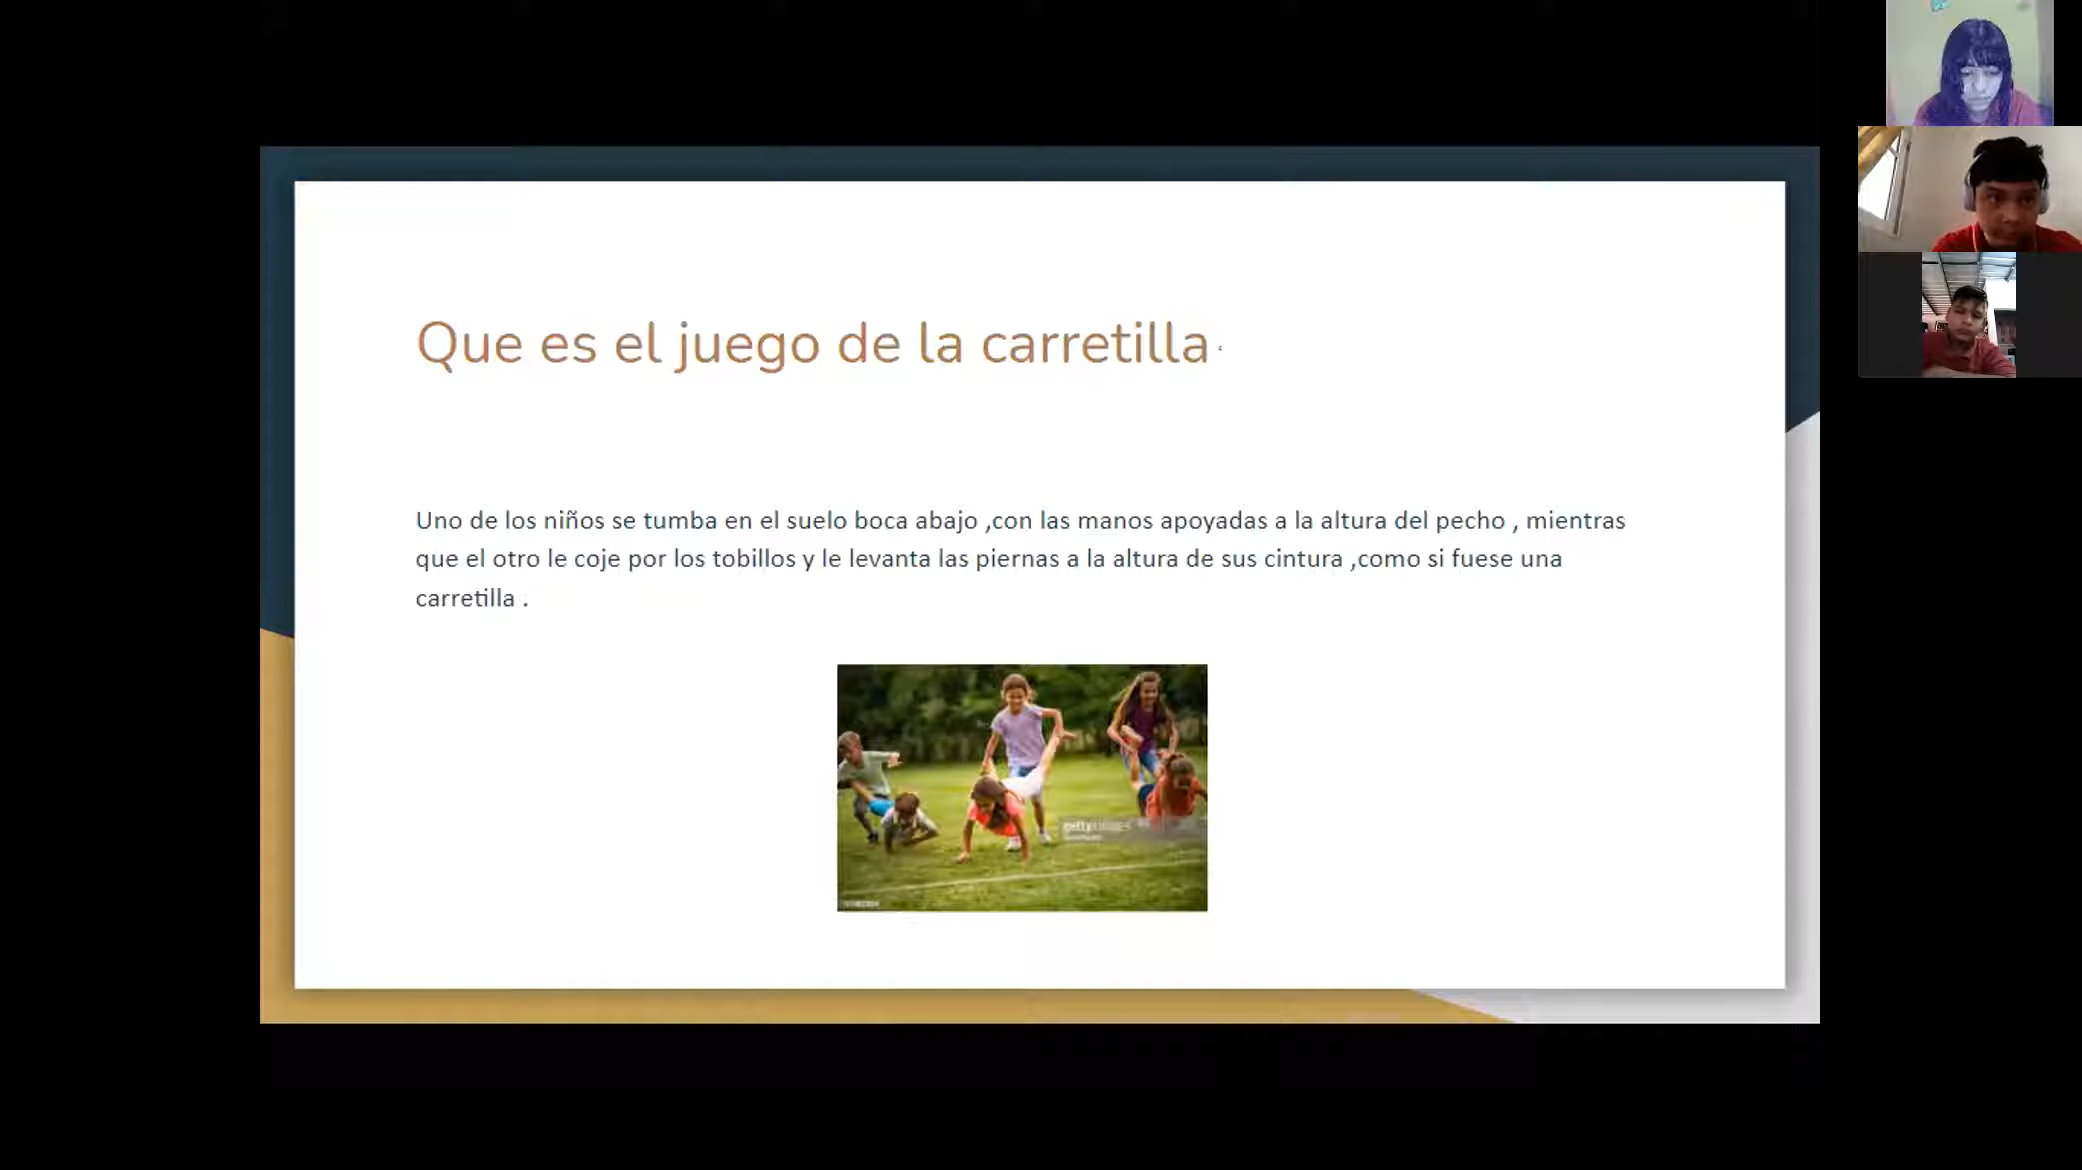 Que es el juego de la carretilla
Uno de los niños se tumba en el suelo boca abajo ,con las manos apoyadas a la altura del pecho , mientras
que el otro le coje por los tobillos y le levanta las piernas a la altura de sus cintura ,como si fuese una
carretilla .
gettyimages